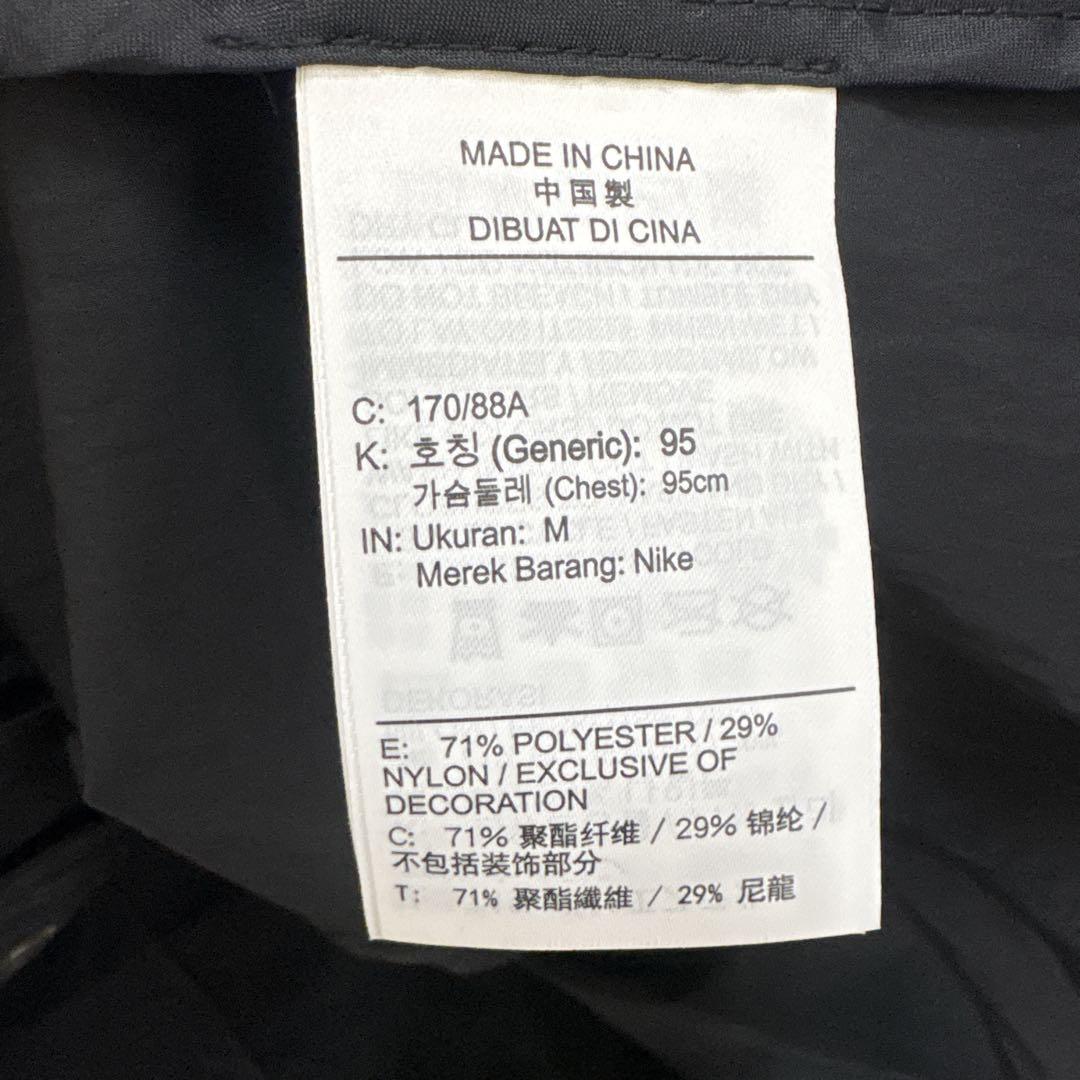 MADE IN CHINA
中国製
DIBUAT DI CINA
C: 170/88A
K: 호칭 (Generic): 95
가슴둘레 (Chest): 95cm
IN: Ukuran: M
Merek Barang: Nike
E: 71% POLYESTER / 29%
NYLON / EXCLUSIVE OF
DECORATION
C: 71% 聚酯纤维 / 29% 锦纶 /
不包括装饰部分
T: 71% 聚酯纖維 / 29% 尼龍